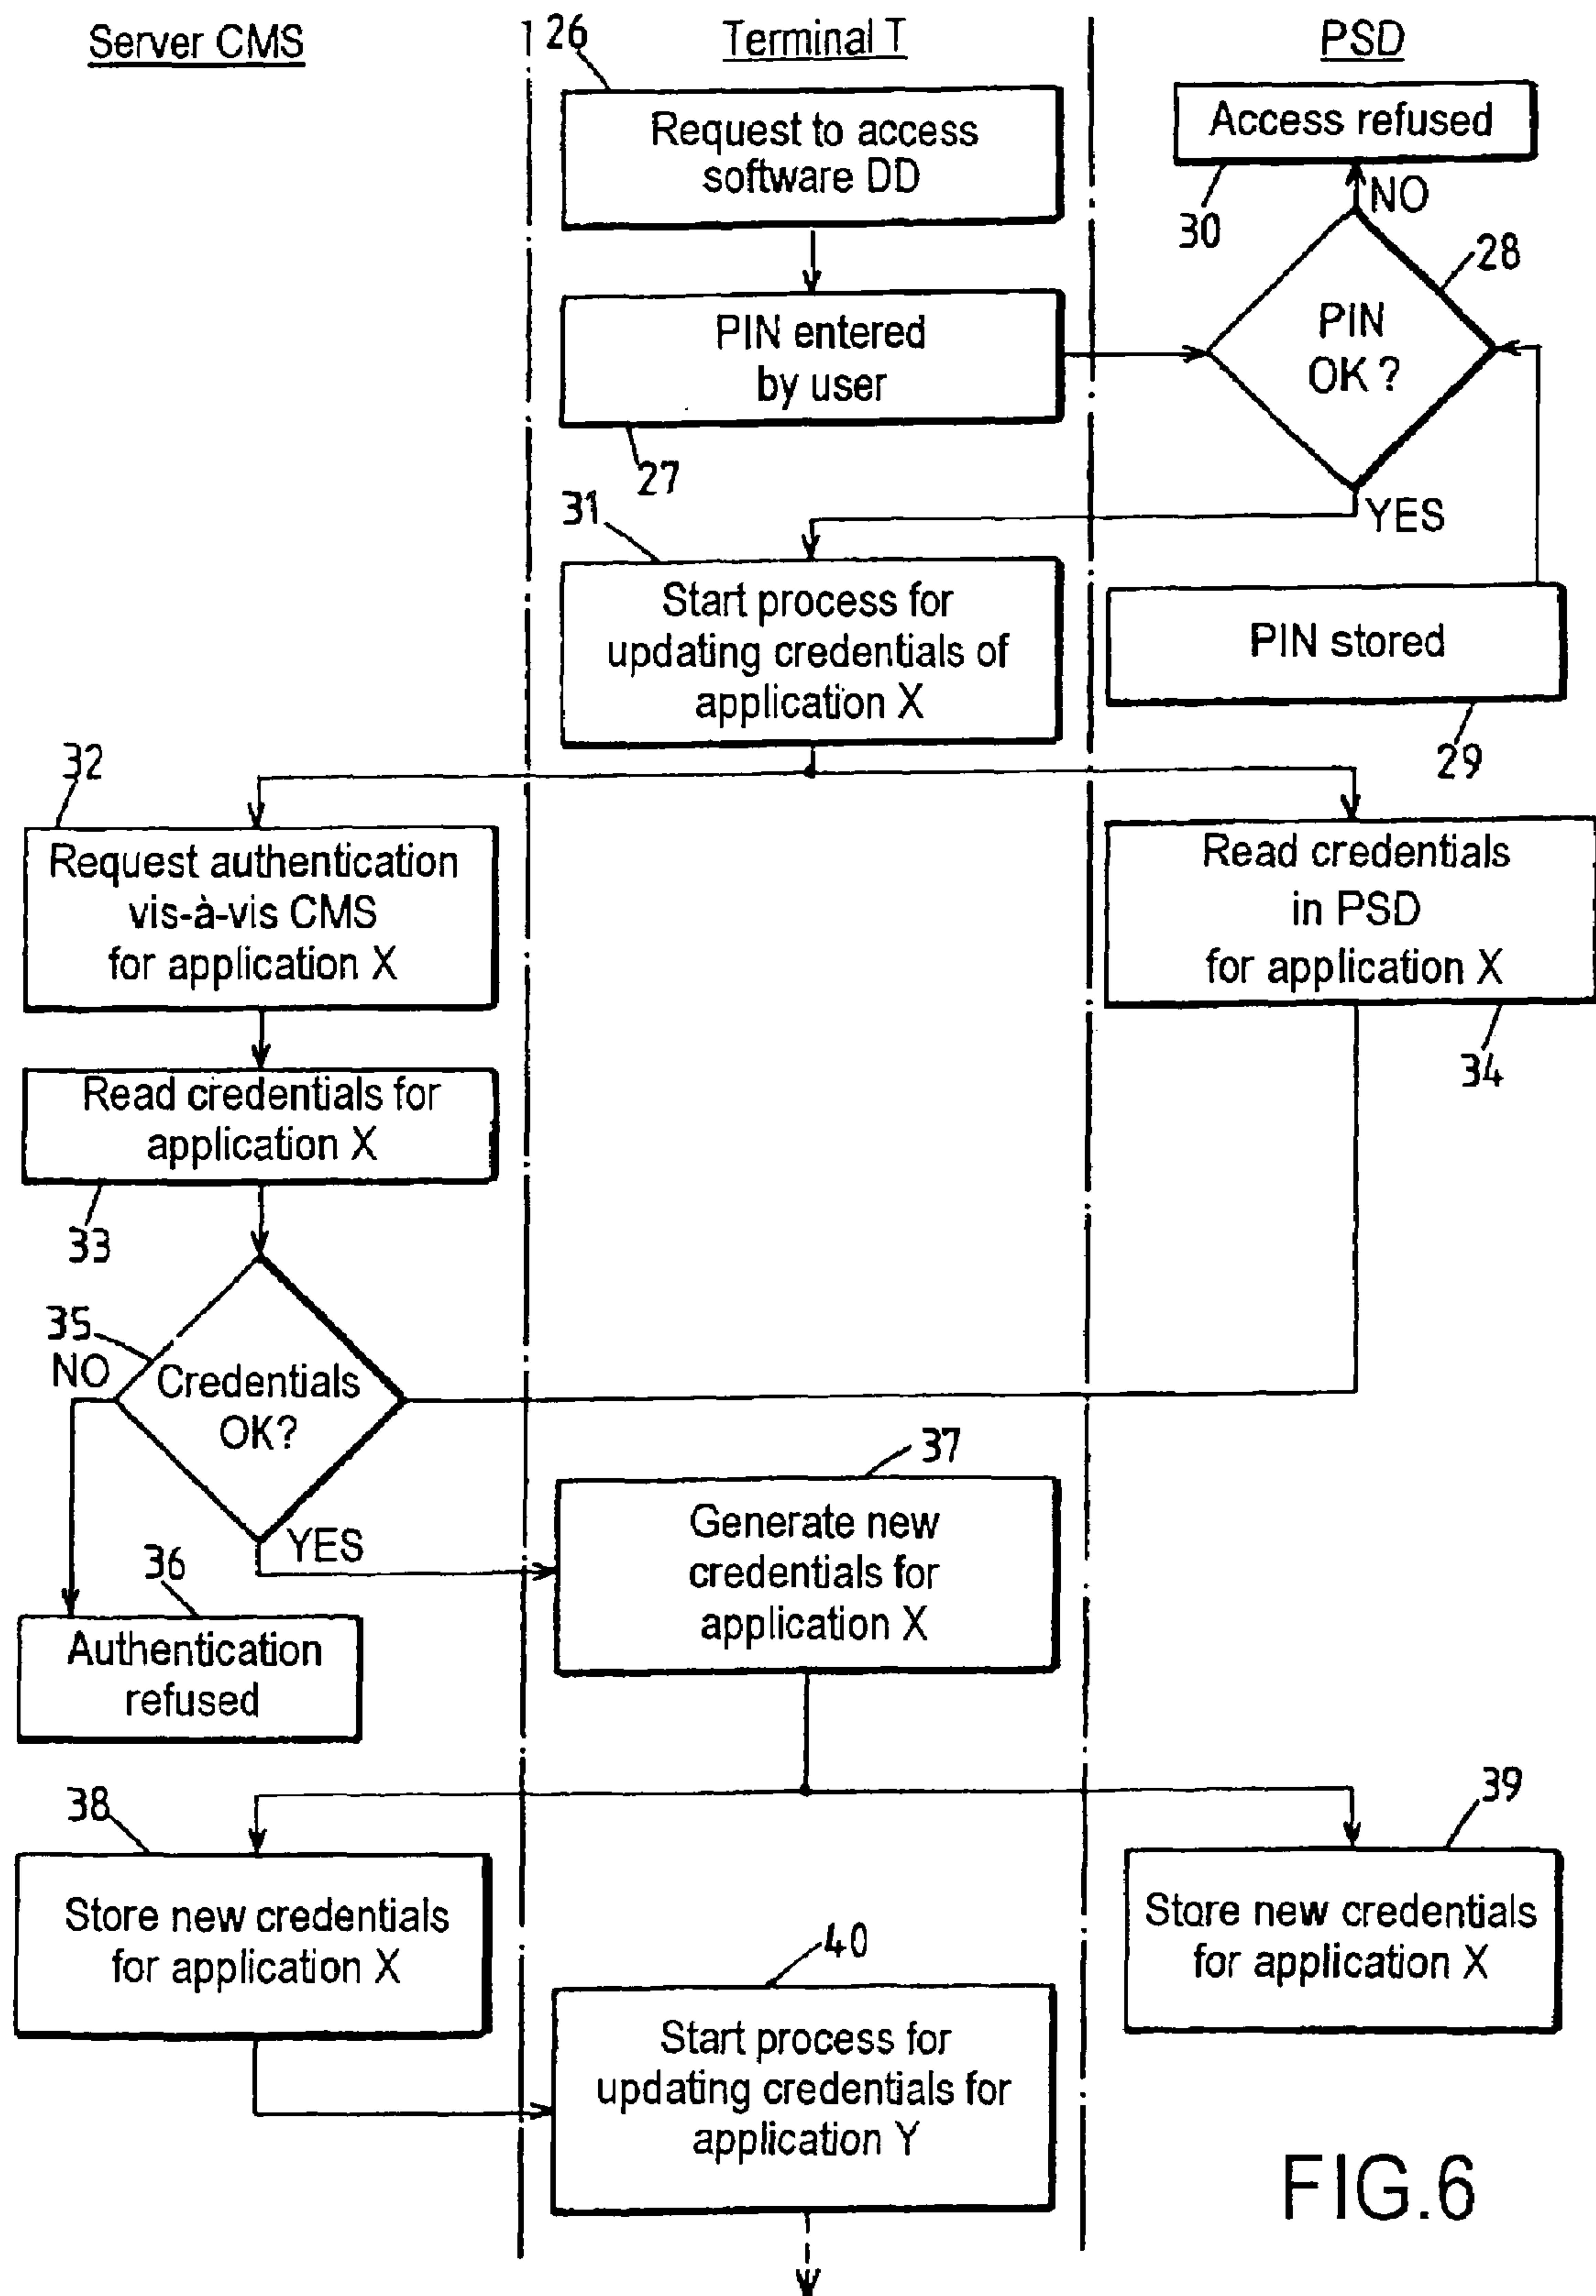 Server CMS
Terminal T
PSD
26
Request to access
software DD
Access refused
30
NO
28
PIN
OK ?
PIN entered
by user
27
YES
31
Start process for
updating credentials of
application X
PIN stored
29
32
Request authentication
vis-à-vis CMS
for application X
Read credentials
in PSD
for application X
34
Read credentials for
application X
33
35
NO
Credentials
OK?
YES
36
Authentication
refused
37
Generate new
credentials for
application X
38
Store new credentials
for application X
39
Store new credentials
for application X
40
Start process for
updating credentials for
application Y
FIG.6